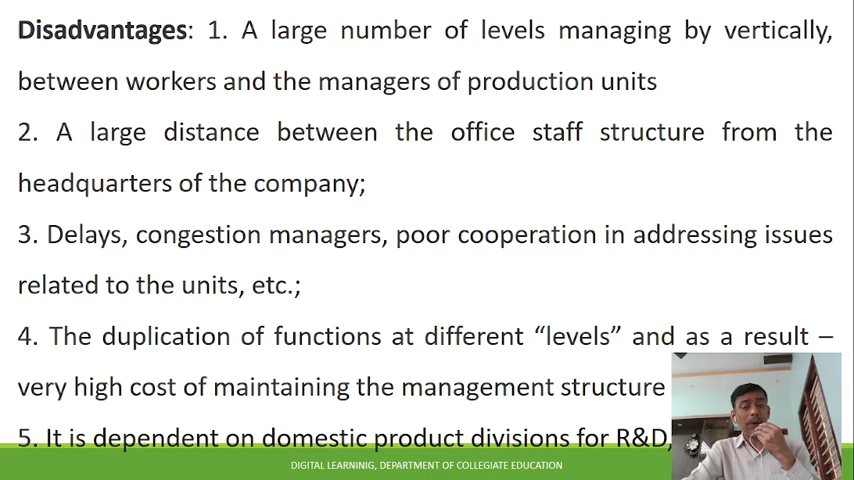 Disadvantages: 1. A large number of levels managing by vertically,
between workers and the managers of production units
2. A large distance between the office staff structure from the
headquarters of the company;
3. Delays, congestion managers, poor cooperation in addressing issues
related to the units, etc.;
4. The duplication of functions at different “levels” and as a result –
very high cost of maintaining the management structure
5. It is dependent on domestic product divisions for R&D,
DIGITAL LEARNINIG, DEPARTMENT OF COLLEGIATE EDUCATION